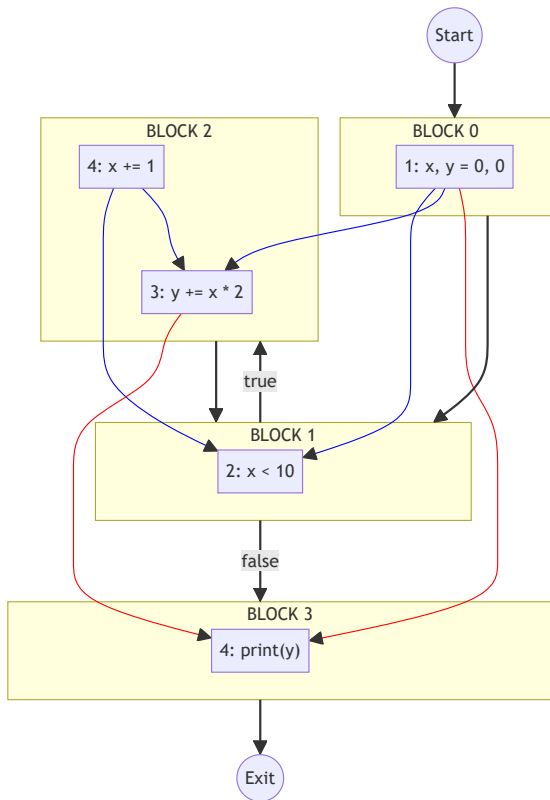 Start
BLOCK 2
BLOCK 0
4: x += 1
1: x, y = 0, 0
3: y += x * 2
true
BLOCK 1
2: x < 10
false
BLOCK 3
4: print(y)
Exit